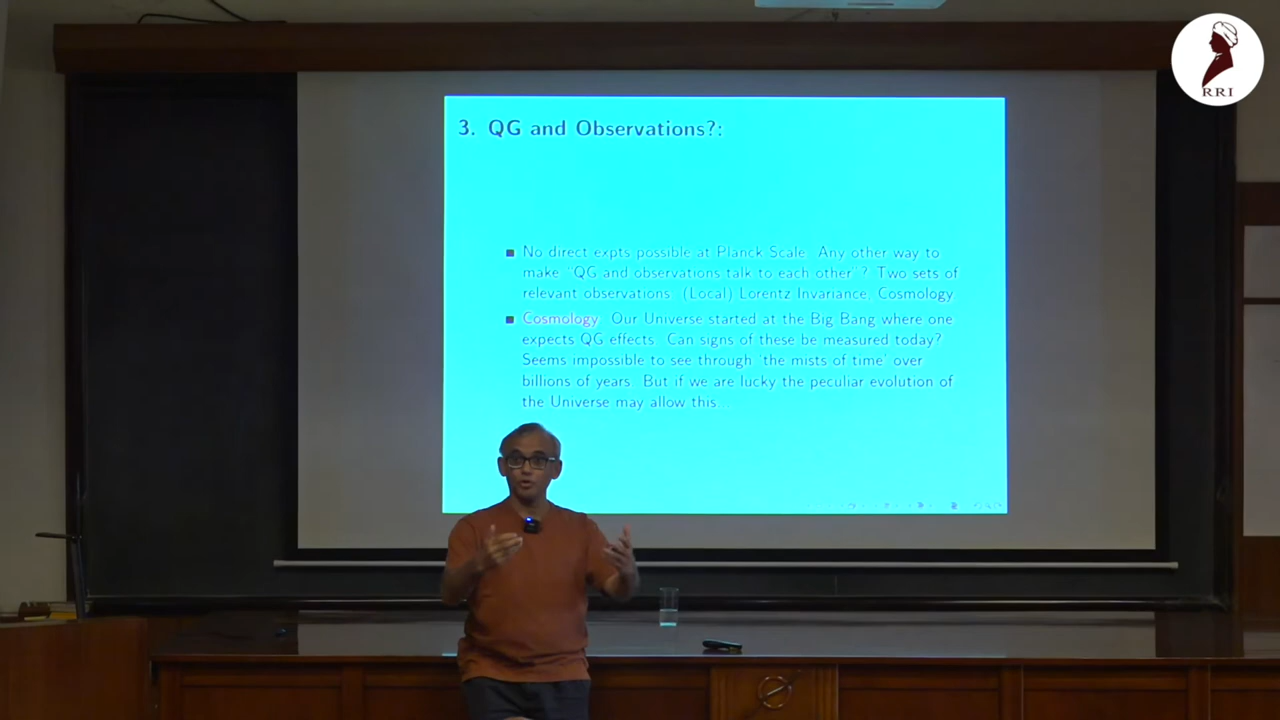 RRI
3. QG and Observations?:
No direct expts possible at Planck Scale. Any other way to
make "QG and observations talk to each other"? Two sets of
relevant observations: (Local) Lorentz Invariance, Cosmology
Cosmology: Our Universe started at the Big Bang where one
expects QG effects. Can signs of these be measured today?
Seems impossible to see through 'the mists of time' over
billions of years. But if we are lucky the peculiar evolution of
the Universe may allow this...